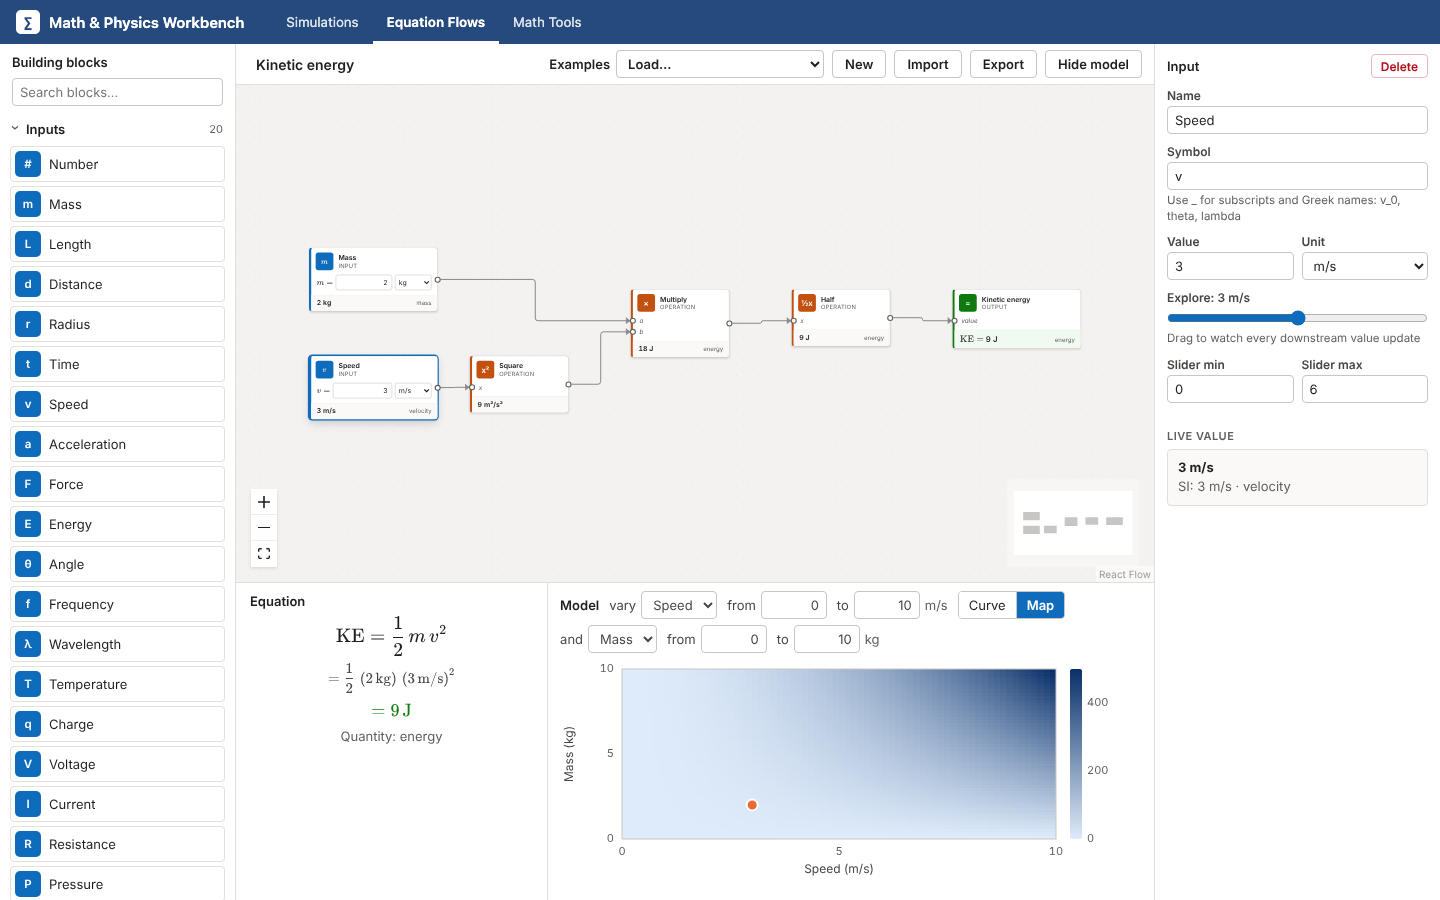 ∑ Math & Physics Workbench Simulations Equation Flows Math Tools
Building blocks
Search blocks...
Inputs 20
# Number
m Mass
L Length
d Distance
r Radius
t Time
v Speed
a Acceleration
F Force
E Energy
θ Angle
f Frequency
λ Wavelength
T Temperature
q Charge
V Voltage
I Current
R Resistance
P Pressure
Kinetic energy Examples Load... New Import Export Hide model
m Mass
INPUT
m = 2 kg
2 kg mass
v Speed
INPUT
v = 3 m/s
3 m/s velocity
x² Square
OPERATION
x
9 m²/s²
× Multiply
OPERATION
a
b
18 J energy
½x Half
OPERATION
x
9 J energy
= Kinetic energy
OUTPUT
value
KE = 9 J energy
React Flow
Equation
KE = 1/2 m v²
= 1/2 (2 kg) (3 m/s)²
= 9 J
Quantity: energy
Model vary Speed from 0 to 10 m/s Curve Map
and Mass from 0 to 10 kg
10
5
0
Mass (kg)
0 5 10
Speed (m/s)
400
200
0
Input Delete
Name
Speed
Symbol
v
Use _ for subscripts and Greek names: v_0,
theta, lambda
Value Unit
3 m/s
Explore: 3 m/s
Drag to watch every downstream value update
Slider min Slider max
0 6
LIVE VALUE
3 m/s
SI: 3 m/s · velocity